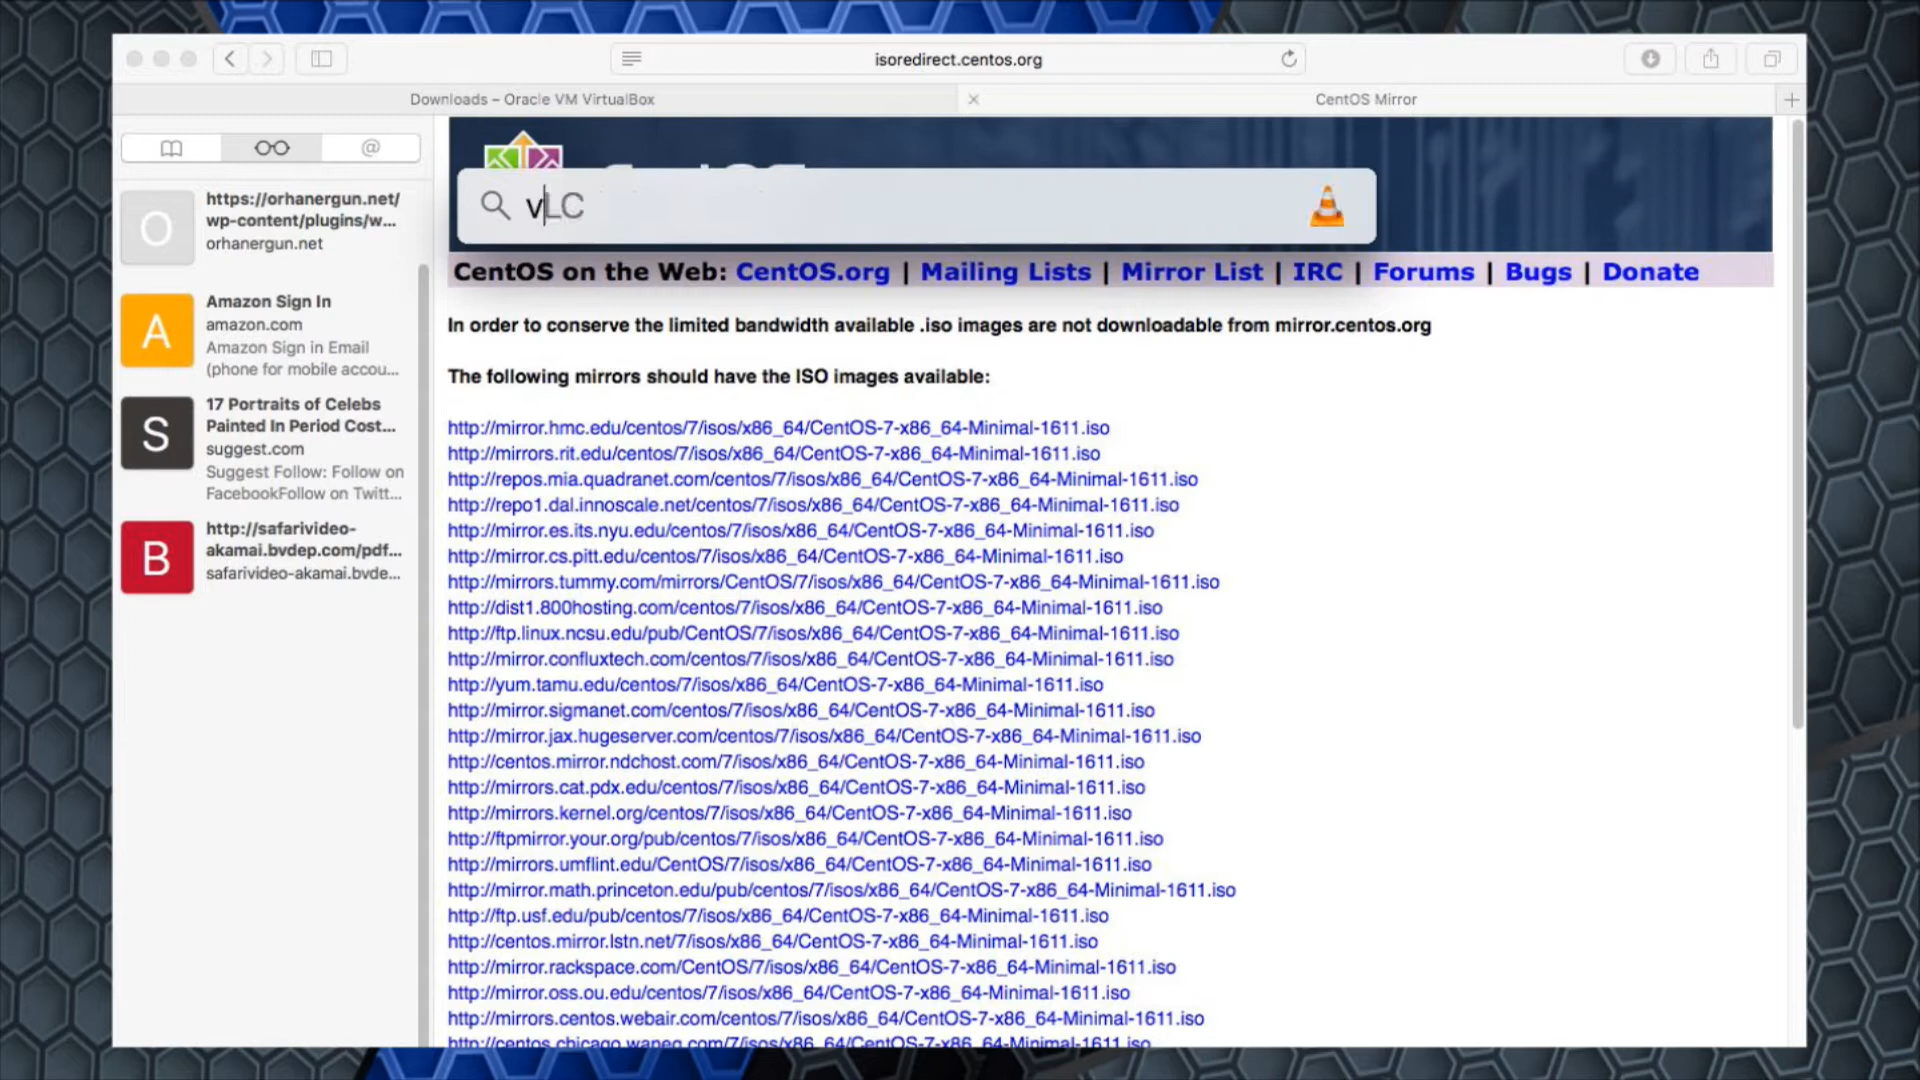 isoredirect.centos.org
Downloads – Oracle VM VirtualBox
CentOS Mirror
@
O
https://orhanergun.net/
wp-content/plugins/w...
orhanergun.net
A
Amazon Sign In
amazon.com
Amazon Sign in Email
(phone for mobile accou...
S
17 Portraits of Celebs
Painted In Period Cost...
suggest.com
Suggest Follow: Follow on
FacebookFollow on Twitt...
B
http://safarivideo-
akamai.bvdep.com/pdf...
safarivideo-akamai.bvde...
vLC
CentOS on the Web: CentOS.org | Mailing Lists | Mirror List | IRC | Forums | Bugs | Donate
In order to conserve the limited bandwidth available .iso images are not downloadable from mirror.centos.org
The following mirrors should have the ISO images available:
http://mirror.hmc.edu/centos/7/isos/x86_64/CentOS-7-x86_64-Minimal-1611.iso
http://mirrors.rit.edu/centos/7/isos/x86_64/CentOS-7-x86_64-Minimal-1611.iso
http://repos.mia.quadranet.com/centos/7/isos/x86_64/CentOS-7-x86_64-Minimal-1611.iso
http://repo1.dal.innoscale.net/centos/7/isos/x86_64/CentOS-7-x86_64-Minimal-1611.iso
http://mirror.es.its.nyu.edu/centos/7/isos/x86_64/CentOS-7-x86_64-Minimal-1611.iso
http://mirror.cs.pitt.edu/centos/7/isos/x86_64/CentOS-7-x86_64-Minimal-1611.iso
http://mirrors.tummy.com/mirrors/CentOS/7/isos/x86_64/CentOS-7-x86_64-Minimal-1611.iso
http://dist1.800hosting.com/centos/7/isos/x86_64/CentOS-7-x86_64-Minimal-1611.iso
http://ftp.linux.ncsu.edu/pub/CentOS/7/isos/x86_64/CentOS-7-x86_64-Minimal-1611.iso
http://mirror.confluxtech.com/centos/7/isos/x86_64/CentOS-7-x86_64-Minimal-1611.iso
http://yum.tamu.edu/centos/7/isos/x86_64/CentOS-7-x86_64-Minimal-1611.iso
http://mirror.sigmanet.com/centos/7/isos/x86_64/CentOS-7-x86_64-Minimal-1611.iso
http://mirror.jax.hugeserver.com/centos/7/isos/x86_64/CentOS-7-x86_64-Minimal-1611.iso
http://centos.mirror.ndchost.com/7/isos/x86_64/CentOS-7-x86_64-Minimal-1611.iso
http://mirrors.cat.pdx.edu/centos/7/isos/x86_64/CentOS-7-x86_64-Minimal-1611.iso
http://mirrors.kernel.org/centos/7/isos/x86_64/CentOS-7-x86_64-Minimal-1611.iso
http://ftpmirror.your.org/pub/centos/7/isos/x86_64/CentOS-7-x86_64-Minimal-1611.iso
http://mirrors.umflint.edu/CentOS/7/isos/x86_64/CentOS-7-x86_64-Minimal-1611.iso
http://mirror.math.princeton.edu/pub/centos/7/isos/x86_64/CentOS-7-x86_64-Minimal-1611.iso
http://ftp.usf.edu/pub/centos/7/isos/x86_64/CentOS-7-x86_64-Minimal-1611.iso
http://centos.mirror.lstn.net/7/isos/x86_64/CentOS-7-x86_64-Minimal-1611.iso
http://mirror.rackspace.com/CentOS/7/isos/x86_64/CentOS-7-x86_64-Minimal-1611.iso
http://mirror.oss.ou.edu/centos/7/isos/x86_64/CentOS-7-x86_64-Minimal-1611.iso
http://mirrors.centos.webair.com/centos/7/isos/x86_64/CentOS-7-x86_64-Minimal-1611.iso
http://centos.chicago.waneq.com/7/isos/x86_64/CentOS-7-x86_64-Minimal-1611.iso